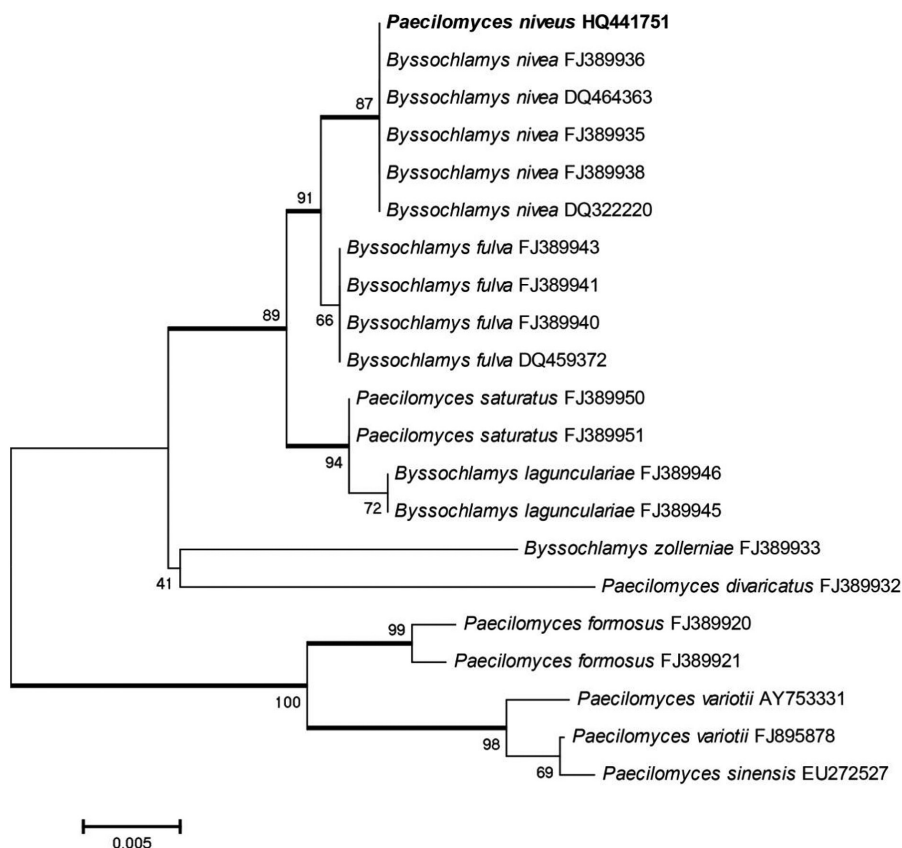 Paecilomyces niveus HQ441751
Byssochlamys nivea FJ389936
Byssochlamys nivea DQ464363
87
Byssochlamys nivea FJ389935
Byssochlamys nivea FJ389938
91
Byssochlamys nivea DQ322220
Byssochlamys fulva FJ389943
Byssochlamys fulva FJ389941
89
66
Byssochlamys fulva FJ389940
Byssochlamys fulva DQ459372
Paecilomyces saturatus FJ389950
Paecilomyces saturatus FJ389951
94
Byssochlamys lagunculariae FJ389946
72
Byssochlamys lagunculariae FJ389945
Byssochlamys zollerniae FJ389933
41
Paecilomyces divaricatus FJ389932
99
Paecilomyces formosus FJ389920
Paecilomyces formosus FJ389921
100
Paecilomyces variotii AY753331
98
Paecilomyces variotii FJ895878
69
Paecilomyces sinensis EU272527
0.005